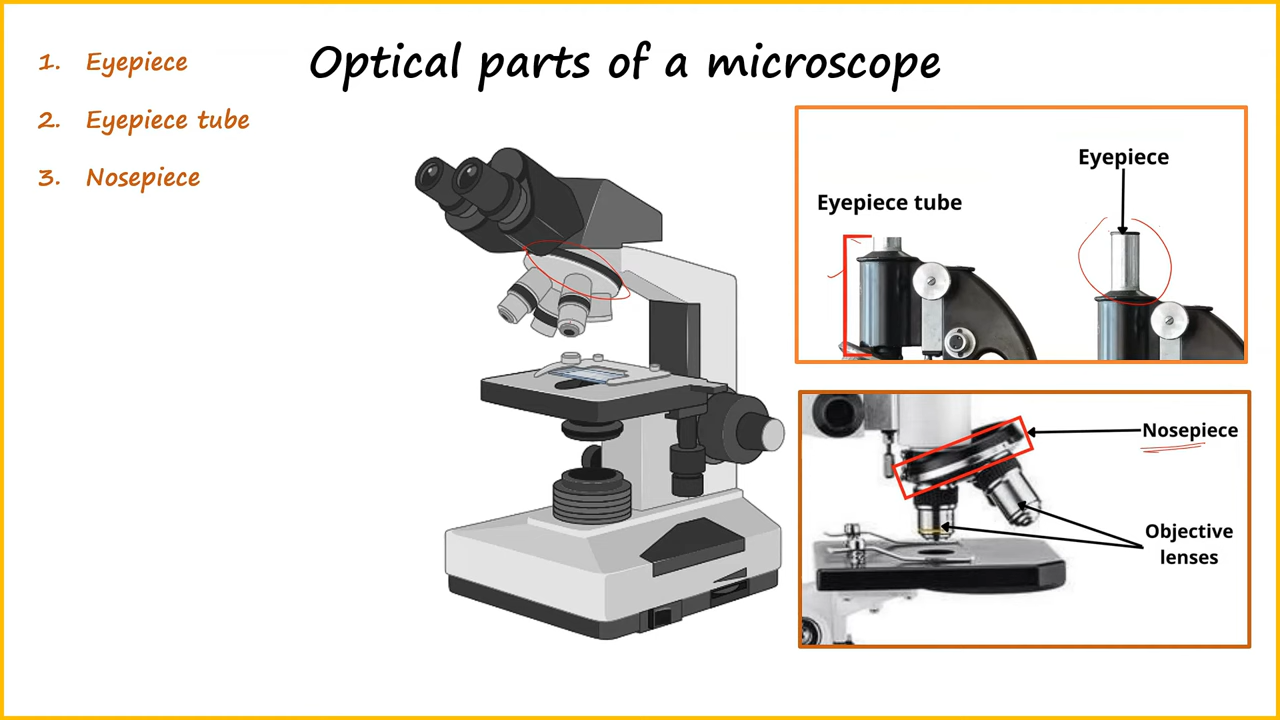 Optical parts of a microscope
1. Eyepiece
2. Eyepiece tube
3. Nosepiece
Eyepiece
Eyepiece tube
Nosepiece
Objective
lenses